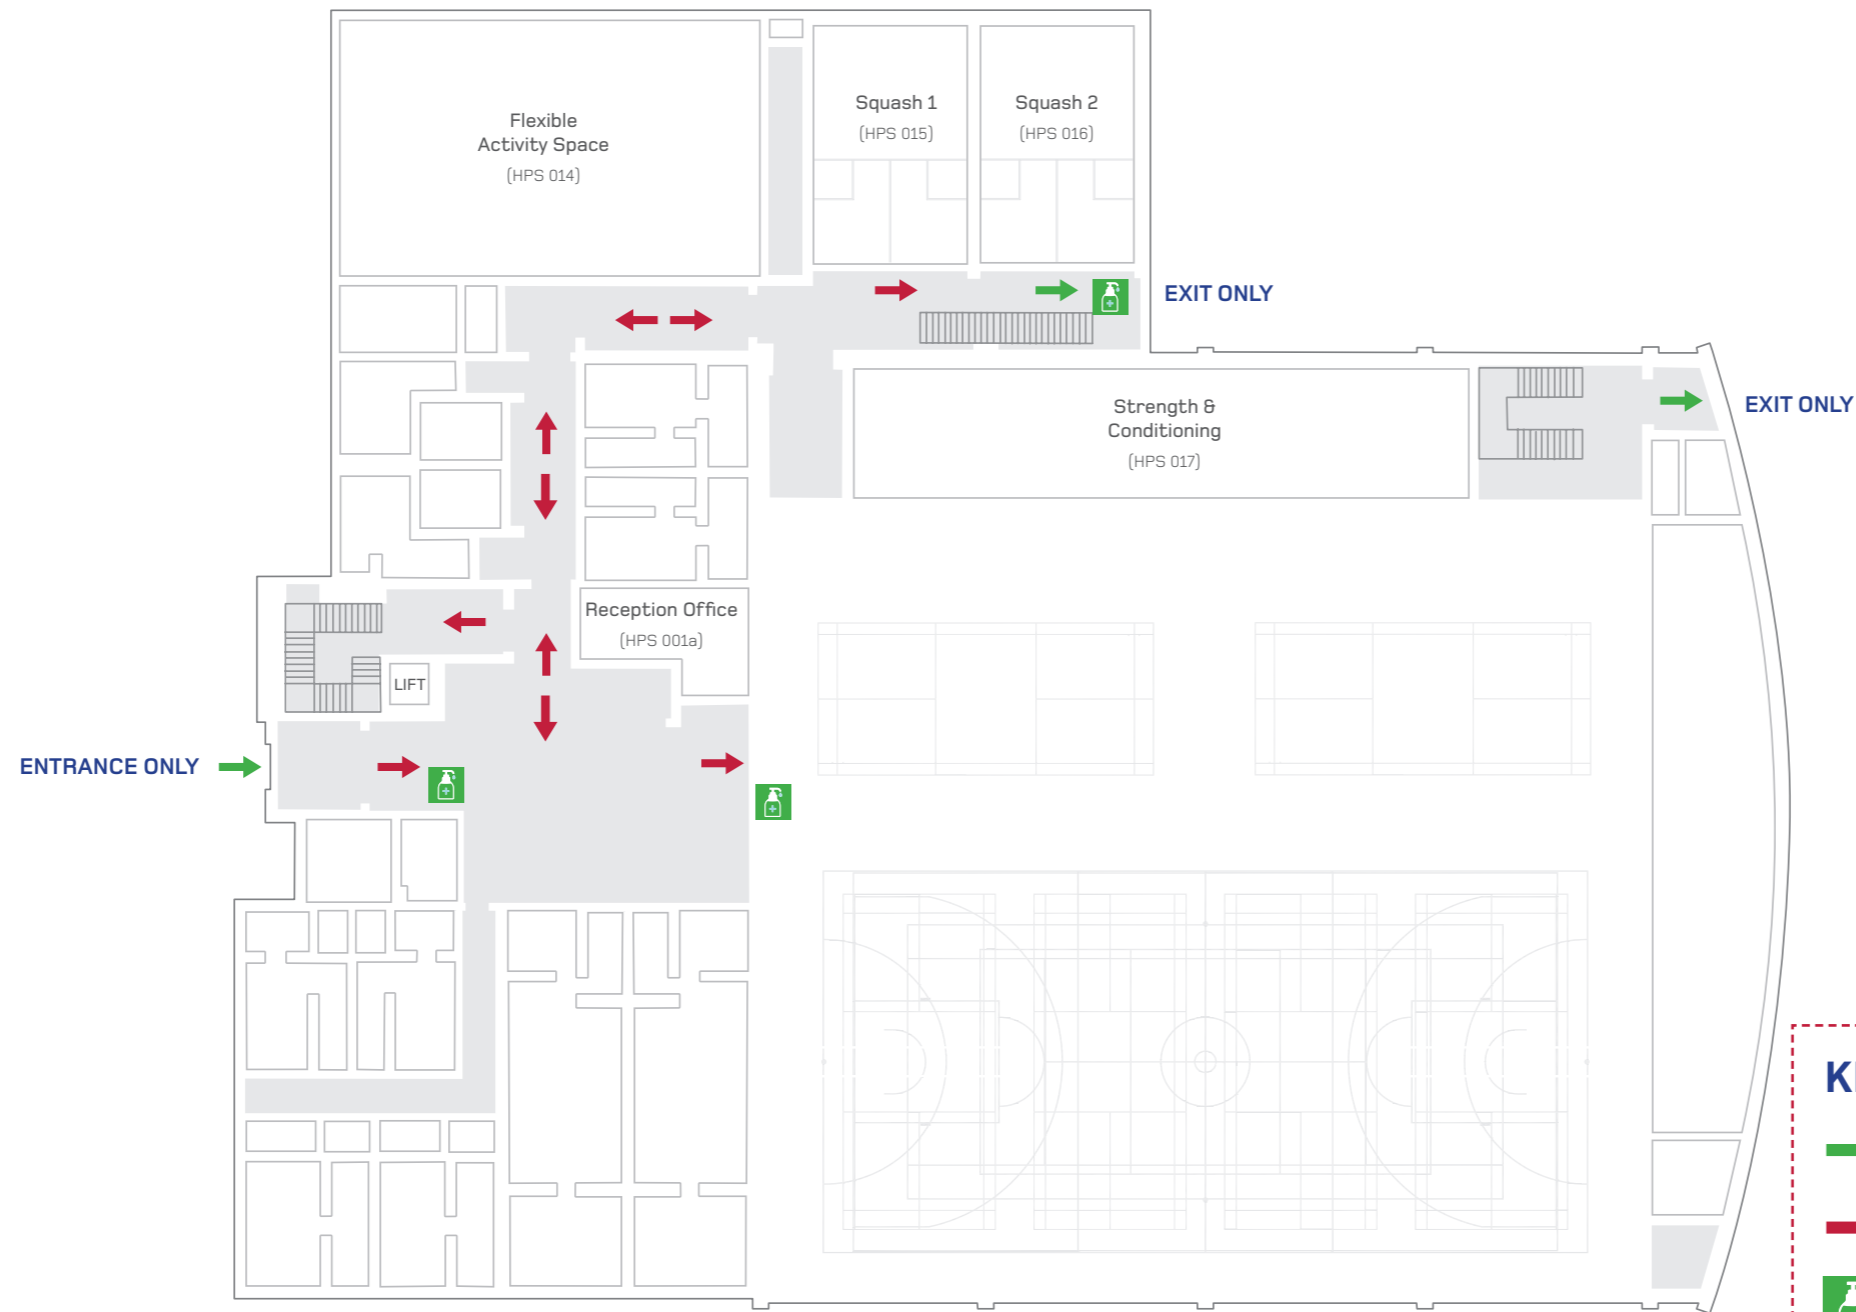 Flexible
Activity Space
(HPS 014)
Squash 1
(HPS 015)
Squash 2
(HPS 016)
EXIT ONLY
Strength &
Conditioning
(HPS 017)
EXIT ONLY
Reception Office
(HPS 001a)
LIFT
ENTRANCE ONLY